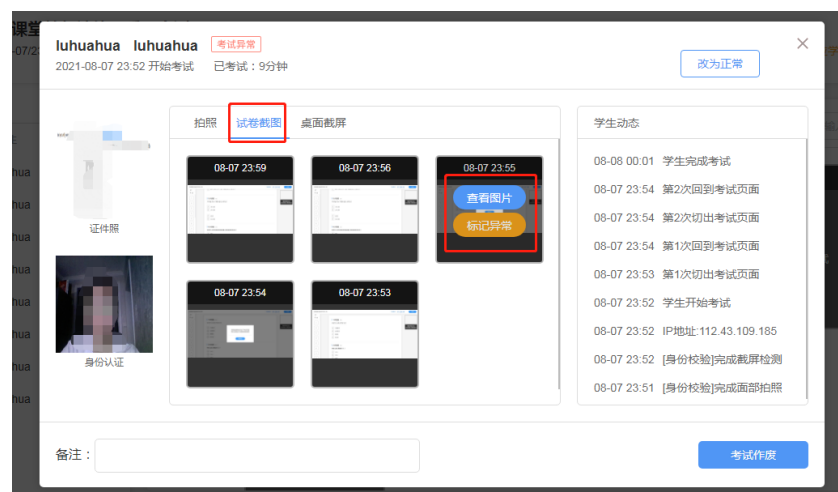 课堂
luhuahua luhuahua 考试异常
-07/2
2021-08-07 23:52 开始考试 已考试：9分钟
改为正常
拍照 试卷截图 桌面截屏
学生动态
08-07 23:59
08-07 23:56
08-07 23:55
查看图片
标记异常
证件照
08-07 23:54
08-07 23:53
身份认证
08-08 00:01 学生完成考试
08-07 23:54 第2次回到考试页面
08-07 23:54 第2次切出考试页面
08-07 23:54 第1次回到考试页面
08-07 23:53 第1次切出考试页面
08-07 23:52 学生开始考试
08-07 23:52 IP地址:112.43.109.185
08-07 23:52 [身份校验]完成截屏检测
08-07 23:51 [身份校验]完成面部拍照
hua
hua
hua
hua
hua
hua
hua
hua
备注：
考试作废